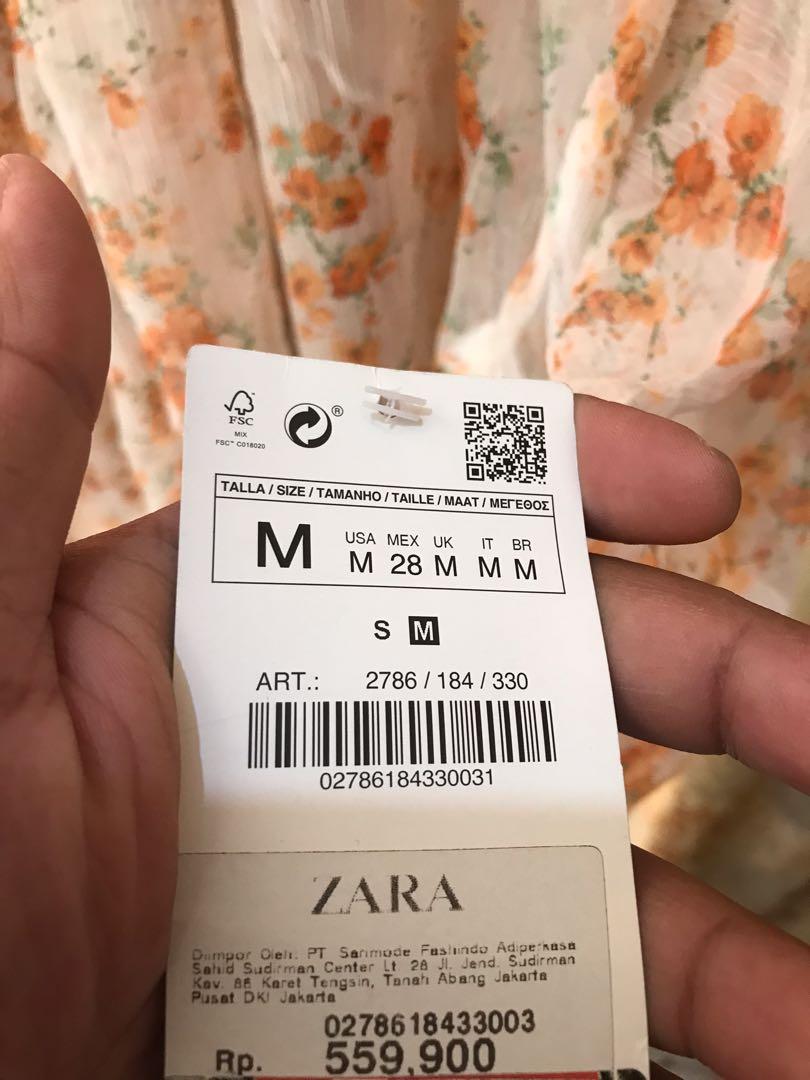 FSC
MIX
FSC™ C018020
®
TALLA / SIZE / TAMANHO / TAILLE / MAAT / ΜΕΓΕΘΟΣ
M
USA MEX UK IT BR
M 28 M M M
S M
ART.: 2786 / 184 / 330
02786184330031
ZARA
Diimpor Oleh: PT Sarimode Fashindo Adiperkasa
Sahid Sudirman Center Lt. 28 Jl. Jend. Sudirman
Kav. 86 Karet Tengsin, Tanah Abang Jakarta
Pusat DKI Jakarta
0278618433003
Rp. 559,900